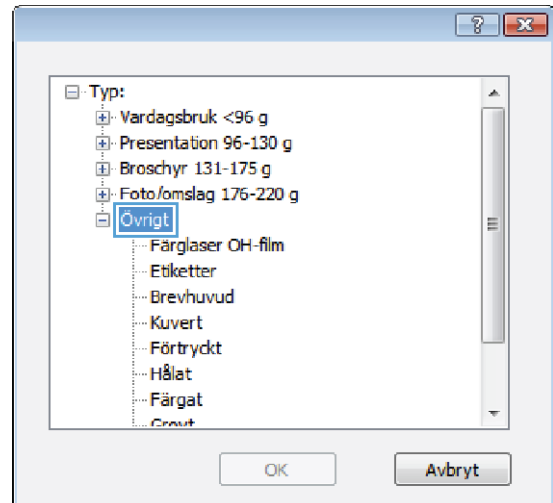 Typ:
Vardagsbruk <96 g
Presentation 96-130 g
Broschyr 131-175 g
Foto/omslag 176-220 g
Övrigt
Färglaser OH-film
Etiketter
Brevhuvud
Kuvert
Förtryckt
Hålat
Färgat
Grovt
OK
Avbryt